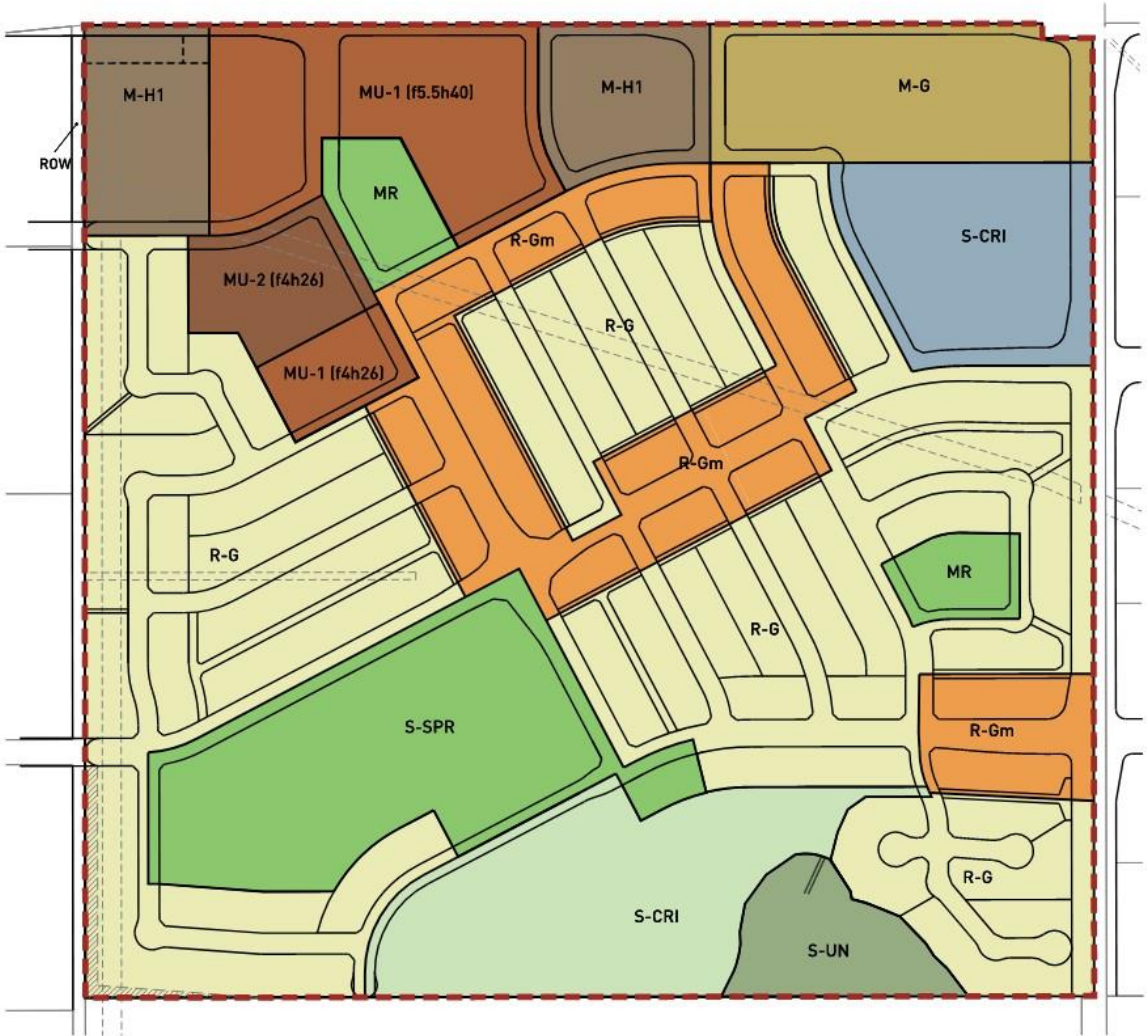 M-H1
MU-1 (f5.5h40)
M-H1
M-G
ROW
MR
R-Gm
S-CRI
MU-2 (f4h26)
R-G
MU-1 (f4h26)
R-Gm
R-G
MR
R-G
S-SPR
R-Gm
R-G
S-CRI
S-UN